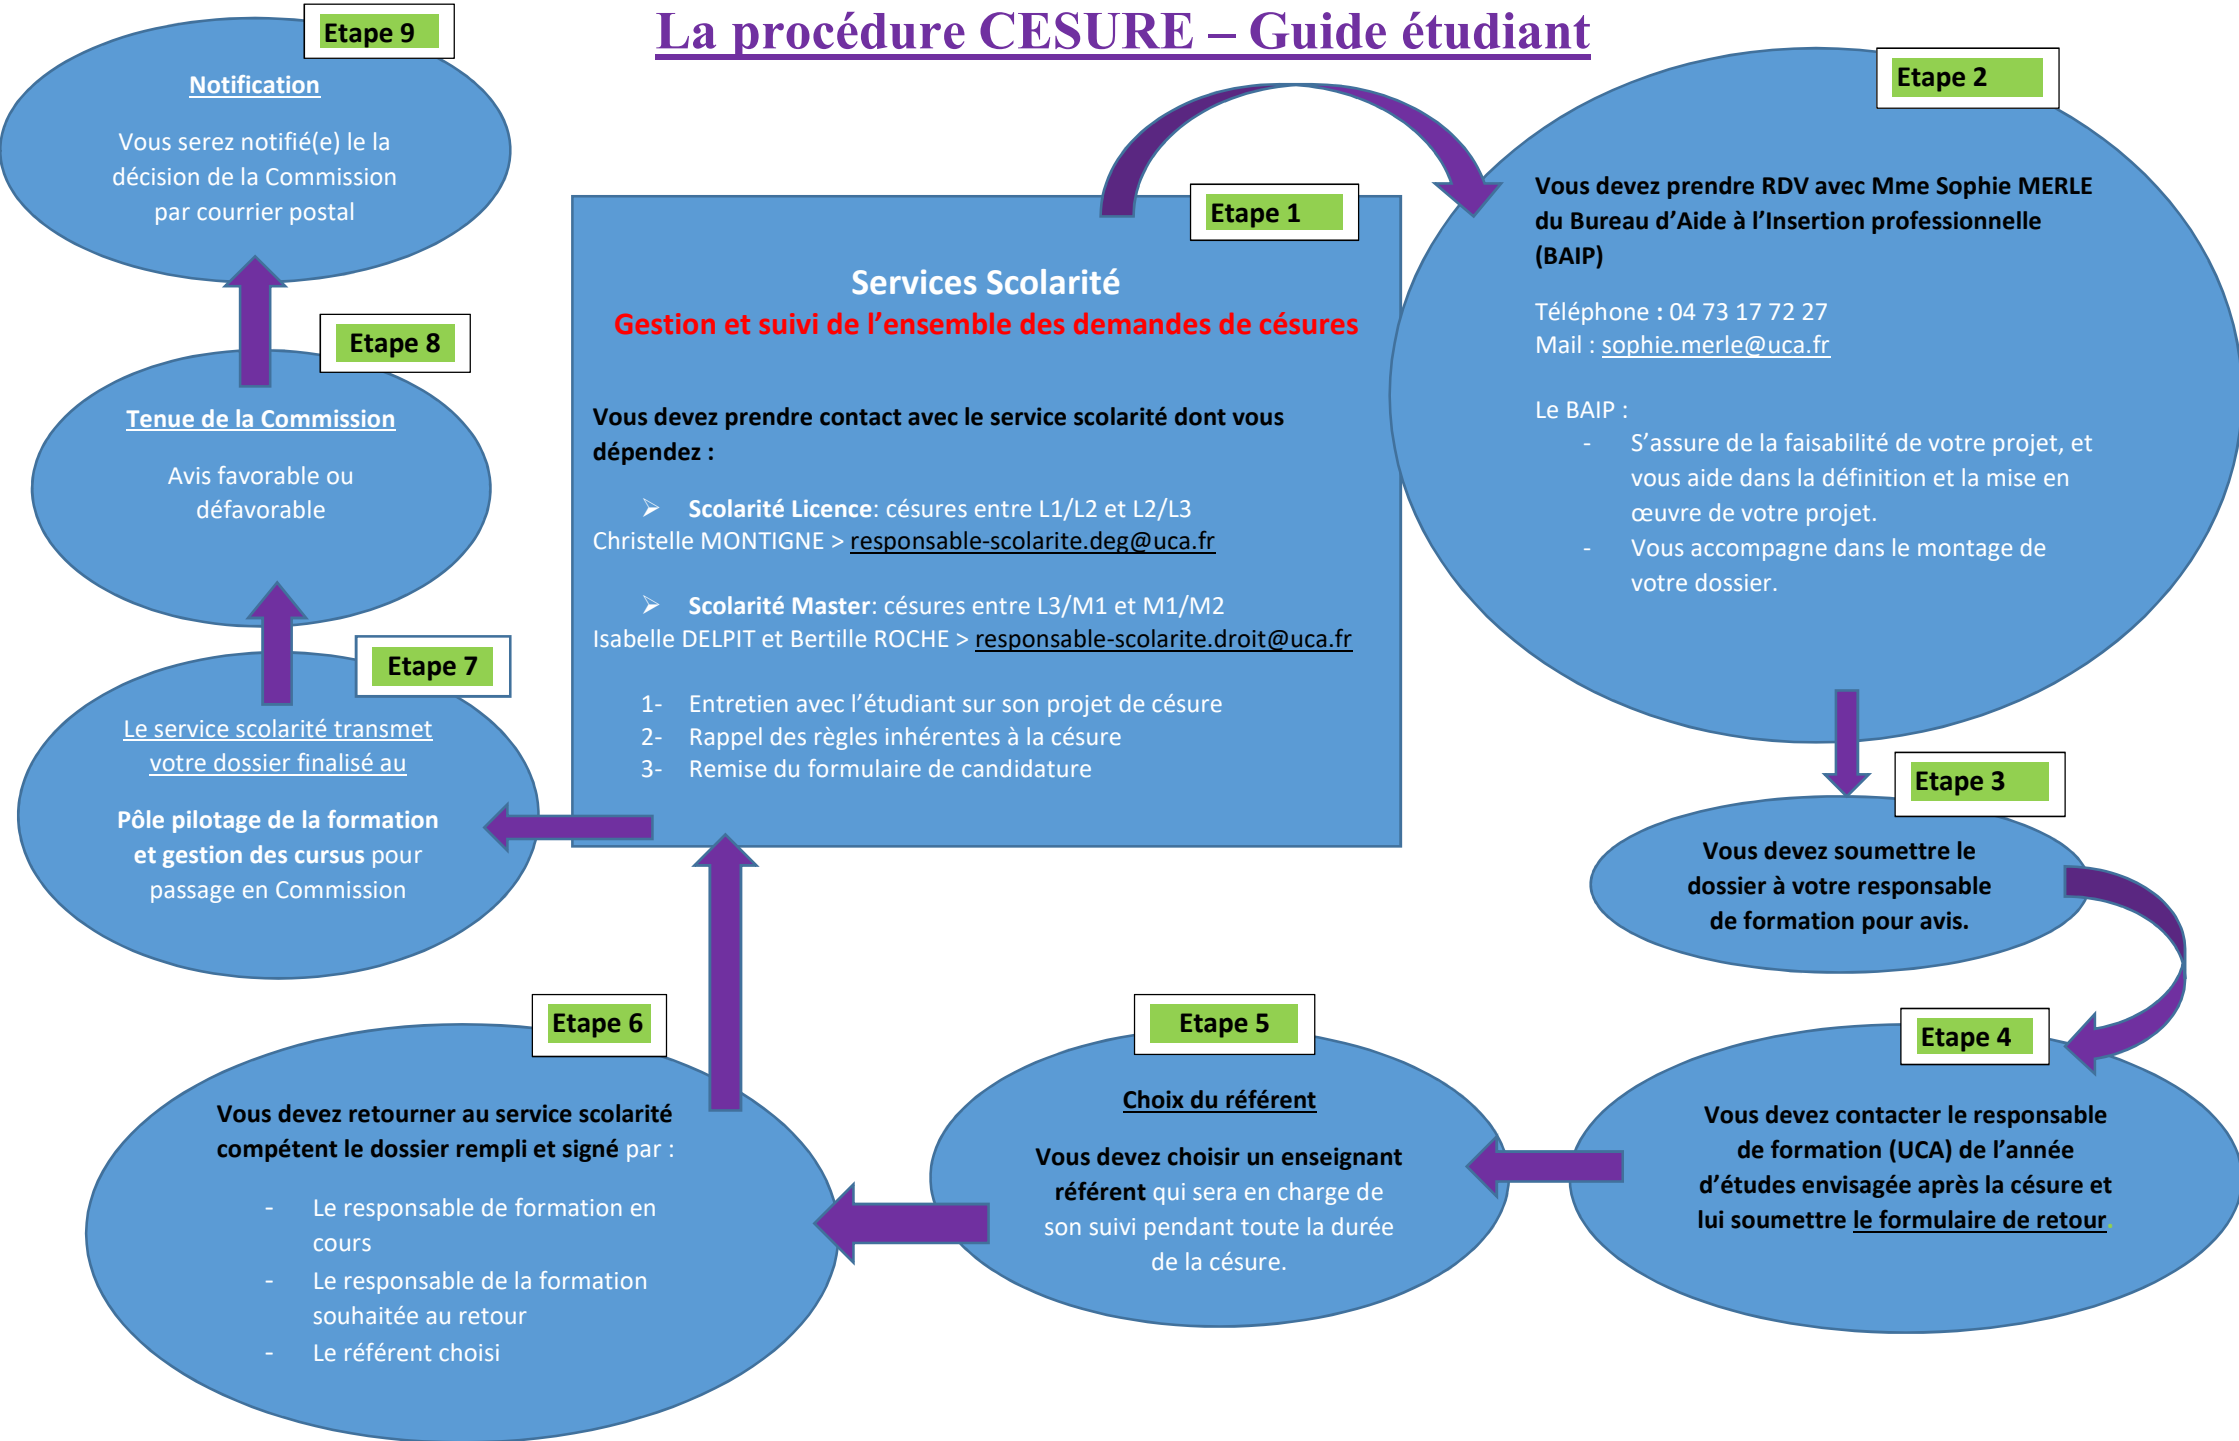 La procédure CESURE – Guide étudiant
Etape 1
Services Scolarité
Gestion et suivi de l’ensemble des demandes de césures
Vous devez prendre contact avec le service scolarité dont vous
dépendez :
➢ Scolarité Licence: césures entre L1/L2 et L2/L3
Christelle MONTIGNE > responsable-scolarite.deg@uca.fr
➢ Scolarité Master: césures entre L3/M1 et M1/M2
Isabelle DELPIT et Bertille ROCHE > responsable-scolarite.droit@uca.fr
1- Entretien avec l’étudiant sur son projet de césure
2- Rappel des règles inhérentes à la césure
3- Remise du formulaire de candidature
Etape 2
Vous devez prendre RDV avec Mme Sophie MERLE
du Bureau d’Aide à l’Insertion professionnelle
(BAIP)
Téléphone : 04 73 17 72 27
Mail : sophie.merle@uca.fr
Le BAIP :
- S’assure de la faisabilité de votre projet, et
vous aide dans la définition et la mise en
œuvre de votre projet.
- Vous accompagne dans le montage de
votre dossier.
Etape 3
Vous devez soumettre le
dossier à votre responsable
de formation pour avis.
Etape 4
Vous devez contacter le responsable
de formation (UCA) de l’année
d’études envisagée après la césure et
lui soumettre le formulaire de retour.
Etape 5
Choix du référent
Vous devez choisir un enseignant
référent qui sera en charge de
son suivi pendant toute la durée
de la césure.
Etape 6
Vous devez retourner au service scolarité
compétent le dossier rempli et signé par :
- Le responsable de formation en
cours
- Le responsable de la formation
souhaitée au retour
- Le référent choisi
Etape 7
Le service scolarité transmet
votre dossier finalisé au
Pôle pilotage de la formation
et gestion des cursus pour
passage en Commission
Etape 8
Tenue de la Commission
Avis favorable ou
défavorable
Etape 9
Notification
Vous serez notifié(e) le la
décision de la Commission
par courrier postal